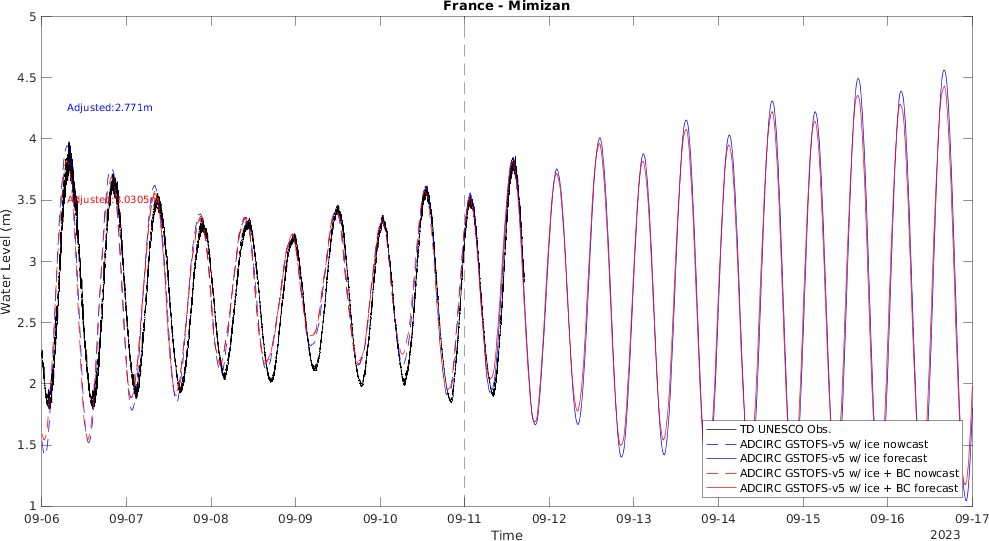 France - Mimizan
5
4.5
4
3.5
3
2.5
2
1.5
1
Water Level (m)
Adjusted:2.771m
Adjusted:3.0305m
TD UNESCO Obs.
ADCIRC GSTOFS-v5 w/ ice nowcast
ADCIRC GSTOFS-v5 w/ ice forecast
ADCIRC GSTOFS-v5 w/ ice + BC nowcast
ADCIRC GSTOFS-v5 w/ ice + BC forecast
09-06 09-07 09-08 09-09 09-10 09-11 09-12 09-13 09-14 09-15 09-16 09-17
Time
2023